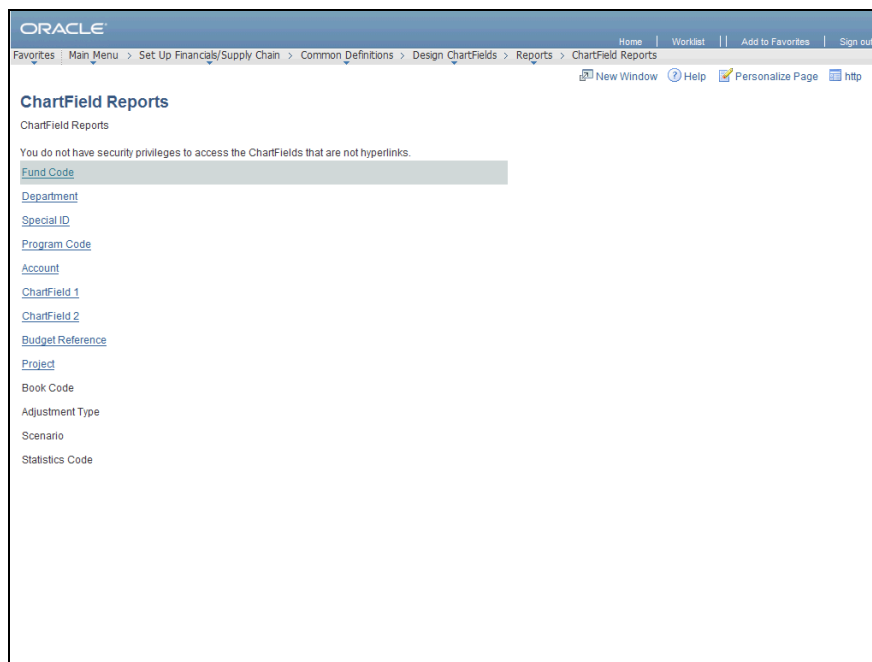 ORACLE
Home | Worklist || Add to Favorites | Sign out
Favorites Main Menu > Set Up Financials/Supply Chain > Common Definitions > Design ChartFields > Reports > ChartField Reports
New Window Help Personalize Page http
ChartField Reports
ChartField Reports
You do not have security privileges to access the ChartFields that are not hyperlinks.
Fund Code
Department
Special ID
Program Code
Account
ChartField 1
ChartField 2
Budget Reference
Project
Book Code
Adjustment Type
Scenario
Statistics Code